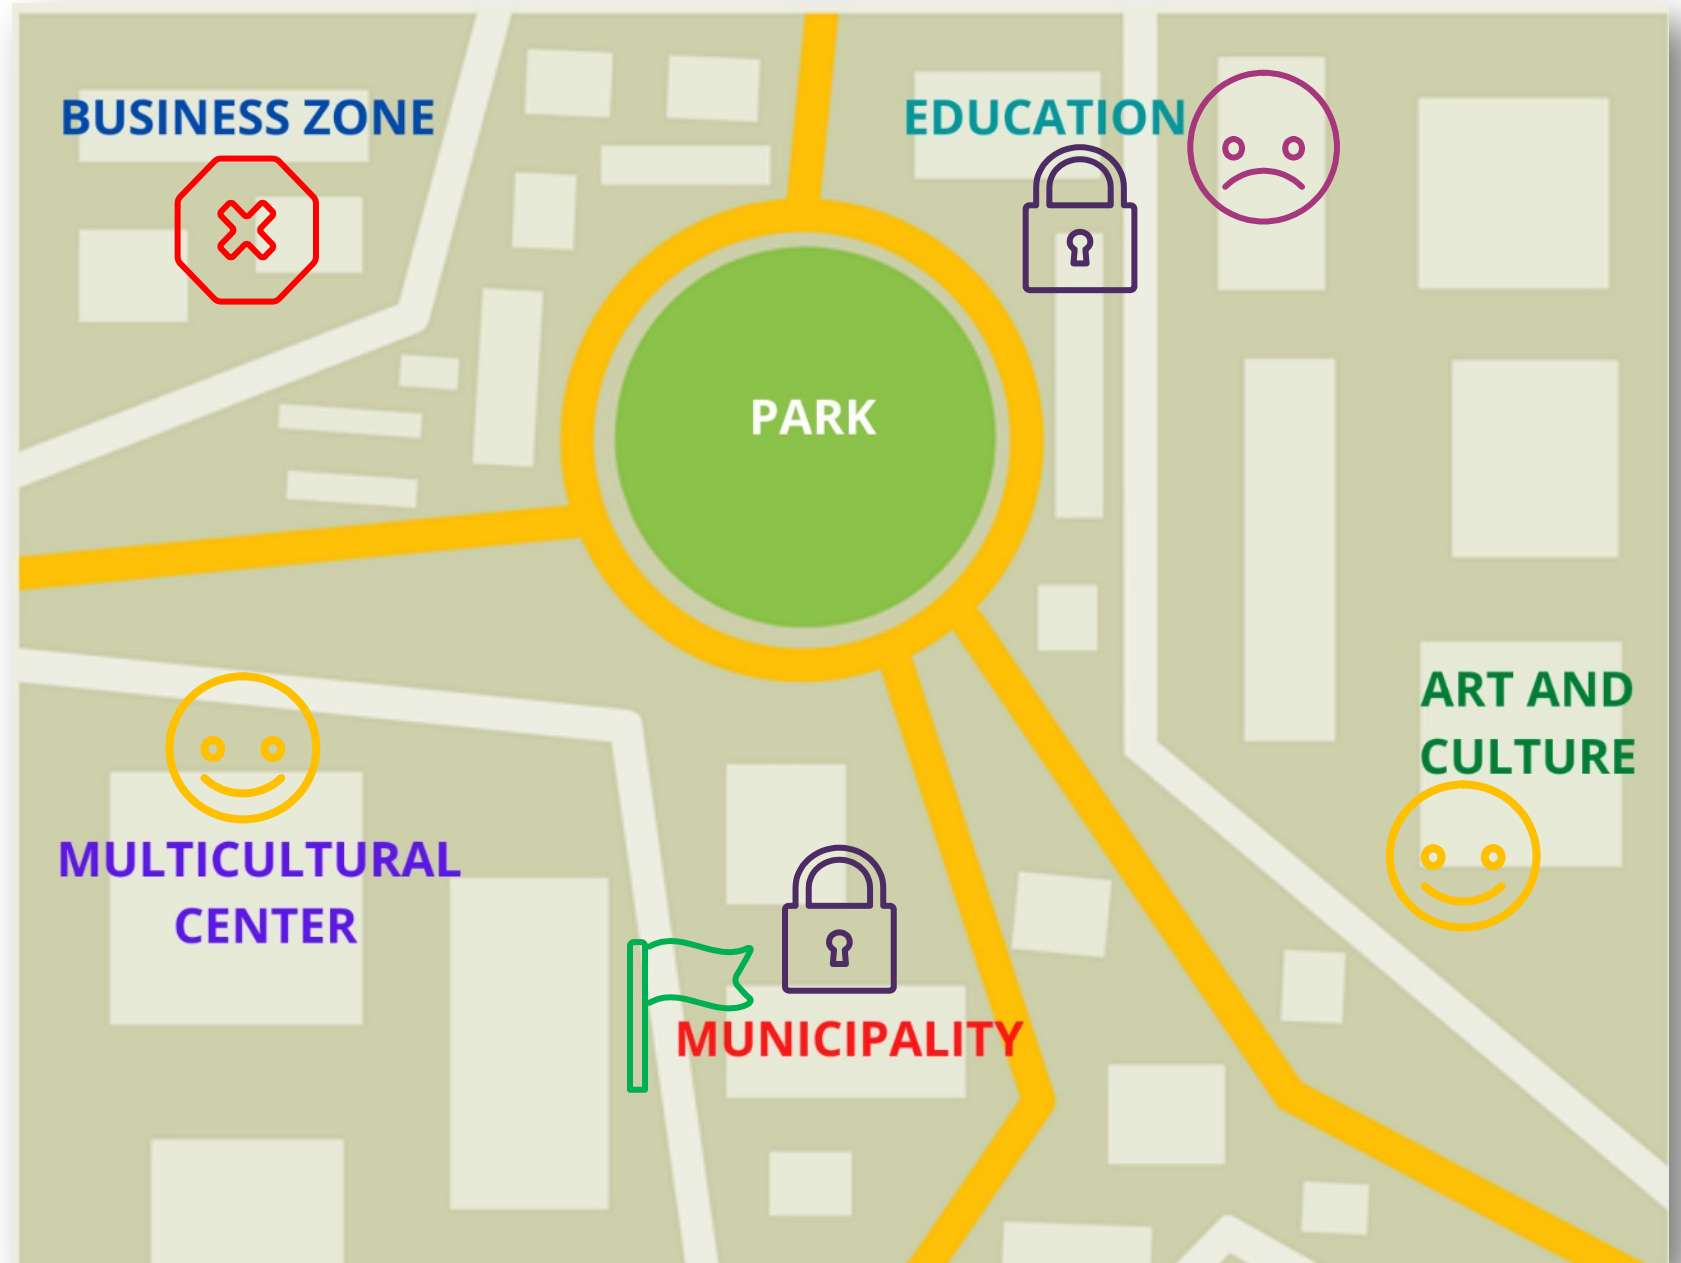 BUSINESS ZONE
EDUCATION
PARK
ART AND
CULTURE
MULTICULTURAL
CENTER
MUNICIPALITY